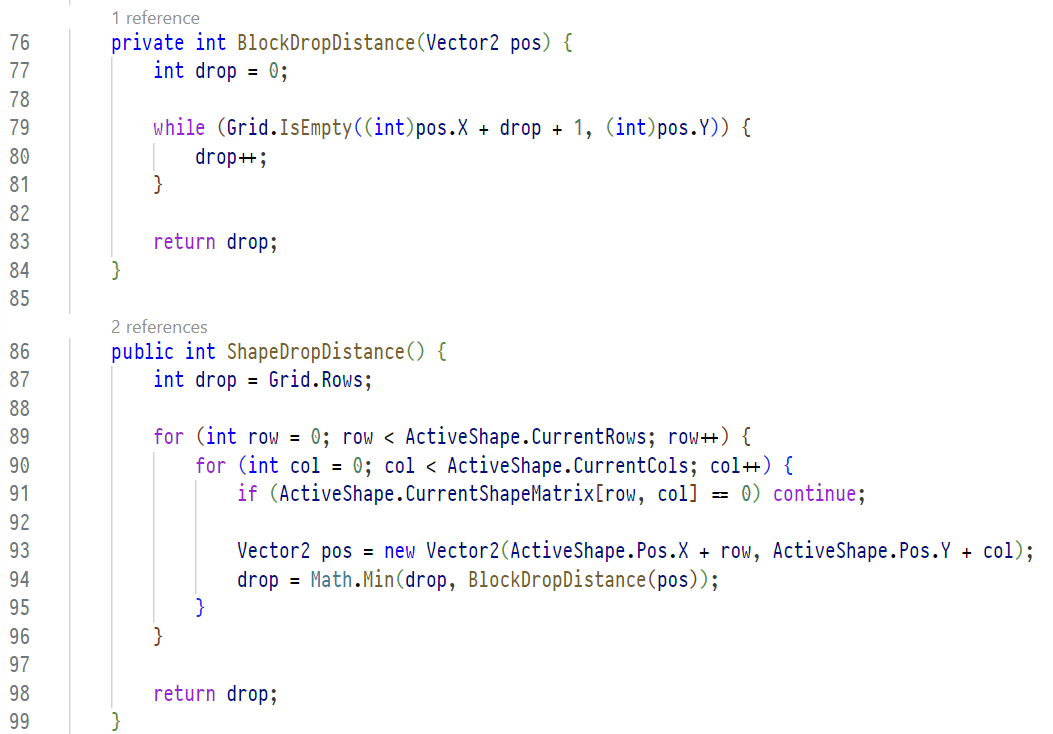 1 reference
76 private int BlockDropDistance(Vector2 pos) {
77 int drop = 0;
78
79 while (Grid.IsEmpty((int)pos.X + drop + 1, (int)pos.Y)) {
80 drop++;
81 }
82
83 return drop;
84 }
85
2 references
86 public int ShapeDropDistance() {
87 int drop = Grid.Rows;
88
89 for (int row = 0; row < ActiveShape.CurrentRows; row++) {
90 for (int col = 0; col < ActiveShape.CurrentCols; col++) {
91 if (ActiveShape.CurrentShapeMatrix[row, col] == 0) continue;
92
93 Vector2 pos = new Vector2(ActiveShape.Pos.X + row, ActiveShape.Pos.Y + col);
94 drop = Math.Min(drop, BlockDropDistance(pos));
95 }
96 }
97
98 return drop;
99 }